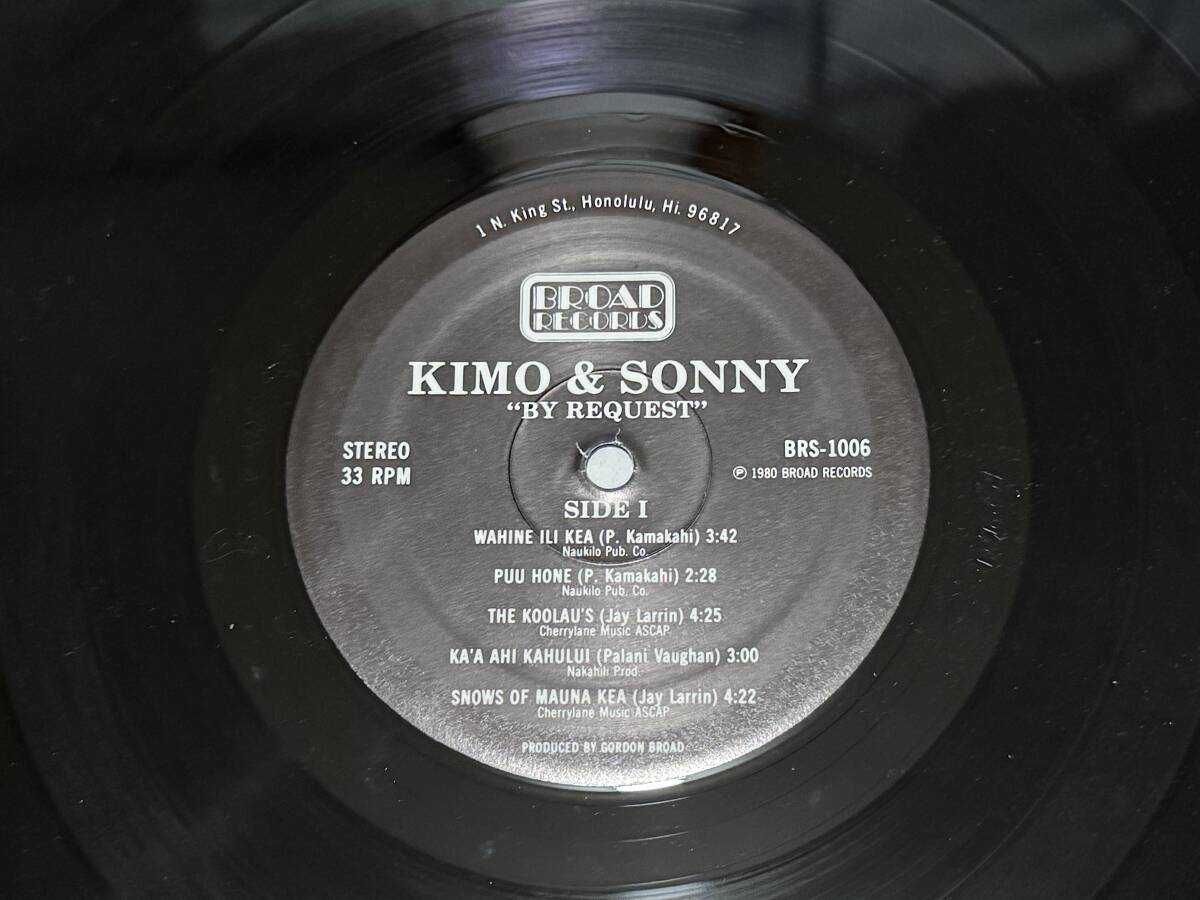 1 N. King St., Honolulu, Hi. 96817
BROAD
RECORDS
KIMO & SONNY
“BY REQUEST”
STEREO
33 RPM
BRS-1006
℗ 1980 BROAD RECORDS
SIDE I
WAHINE ILI KEA (P. Kamakahi) 3:42
Naukilo Pub. Co.
PUU HONE (P. Kamakahi) 2:28
Naukilo Pub. Co.
THE KOOLAU'S (Jay Larrin) 4:25
Cherrylane Music ASCAP
KA'A AHI KAHULUI (Palani Vaughan) 3:00
Nakahili Prod.
SNOWS OF MAUNA KEA (Jay Larrin) 4:22
Cherrylane Music ASCAP
PRODUCED BY GORDON BROAD